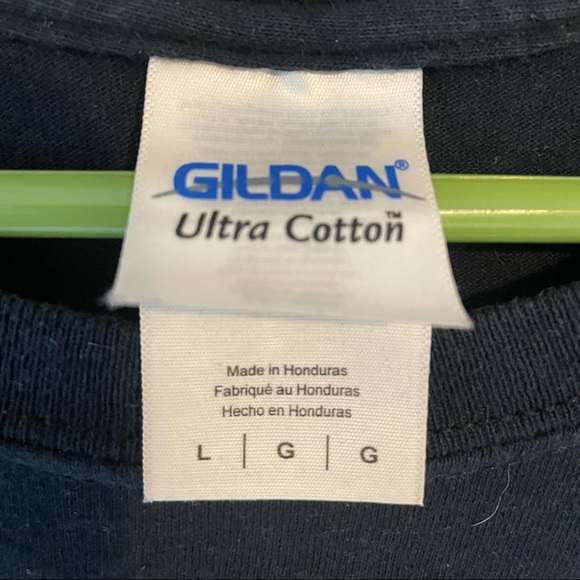 GILDAN®
Ultra Cotton™
Made in Honduras
Fabriqué au Honduras
Hecho en Honduras
L | G | G